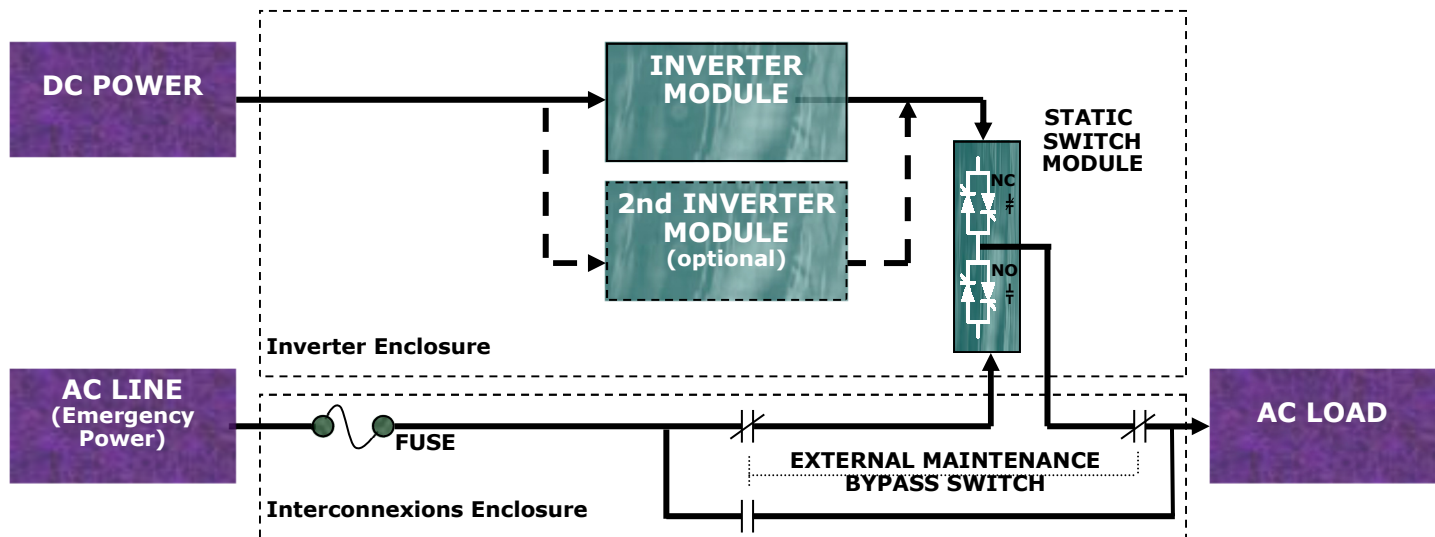 DC POWER
INVERTER
MODULE
STATIC
SWITCH
MODULE
NC
2nd INVERTER
MODULE
(optional)
NO
Inverter Enclosure
AC LINE
(Emergency
Power)
FUSE
AC LOAD
EXTERNAL MAINTENANCE
BYPASS SWITCH
Interconnexions Enclosure